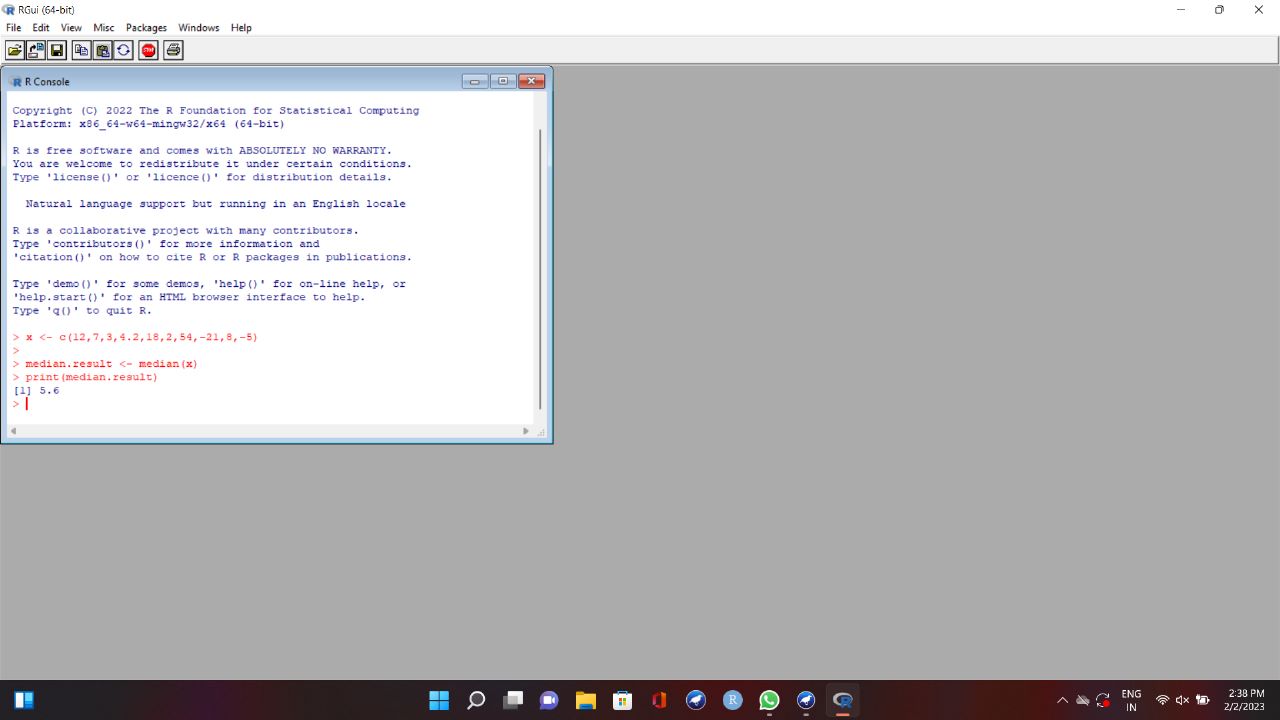 RGui (64-bit)
File Edit View Misc Packages Windows Help
STOP
R Console
Copyright (C) 2022 The R Foundation for Statistical Computing
Platform: x86_64-w64-mingw32/x64 (64-bit)
R is free software and comes with ABSOLUTELY NO WARRANTY.
You are welcome to redistribute it under certain conditions.
Type 'license()' or 'licence()' for distribution details.
Natural language support but running in an English locale
R is a collaborative project with many contributors.
Type 'contributors()' for more information and
'citation()' on how to cite R or R packages in publications.
Type 'demo()' for some demos, 'help()' for on-line help, or
'help.start()' for an HTML browser interface to help.
Type 'q()' to quit R.
> x <- c(12,7,3,4.2,18,2,54,-21,8,-5)
>
> median.result <- median(x)
> print(median.result)
[1] 5.6
>
R
R
ENG
IN
2:38 PM
2/2/2023